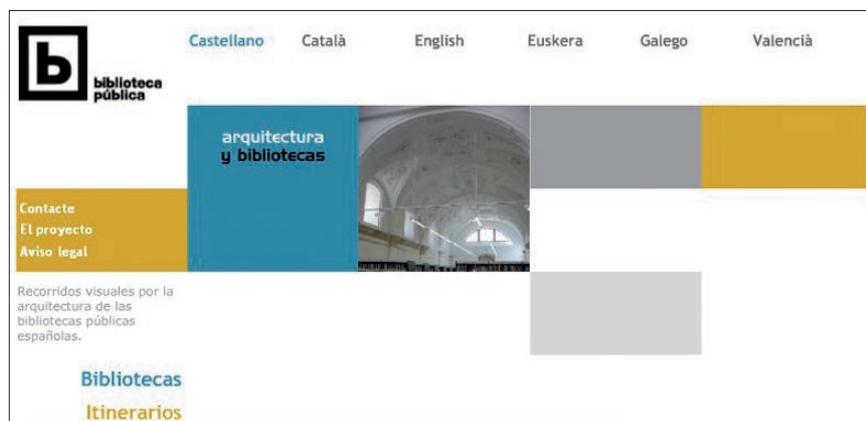 b
biblioteca
pública
Castellano Català English Euskera Galego Valencià
arquitectura
y bibliotecas
Contacte
El proyecto
Aviso legal
Recorridos visuales por la
arquitectura de las
bibliotecas públicas
españolas.
Bibliotecas
Itinerarios